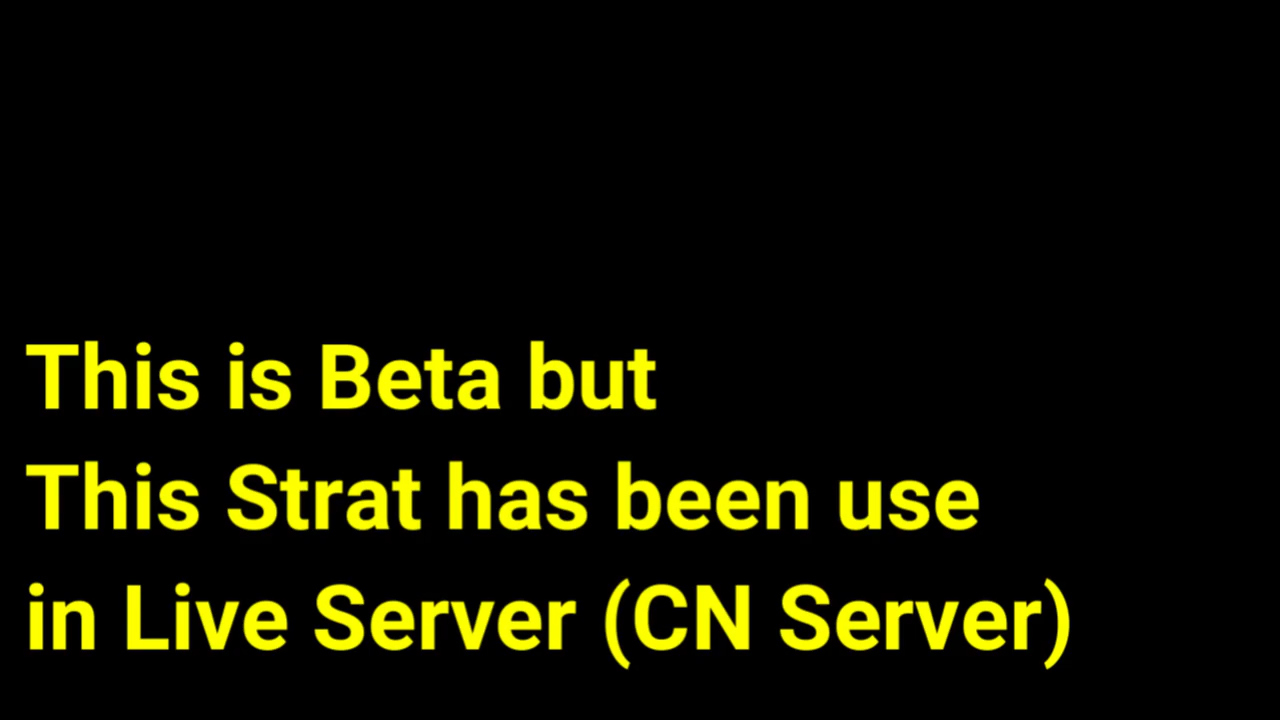 This is Beta but
This Strat has been use
in Live Server (CN Server)